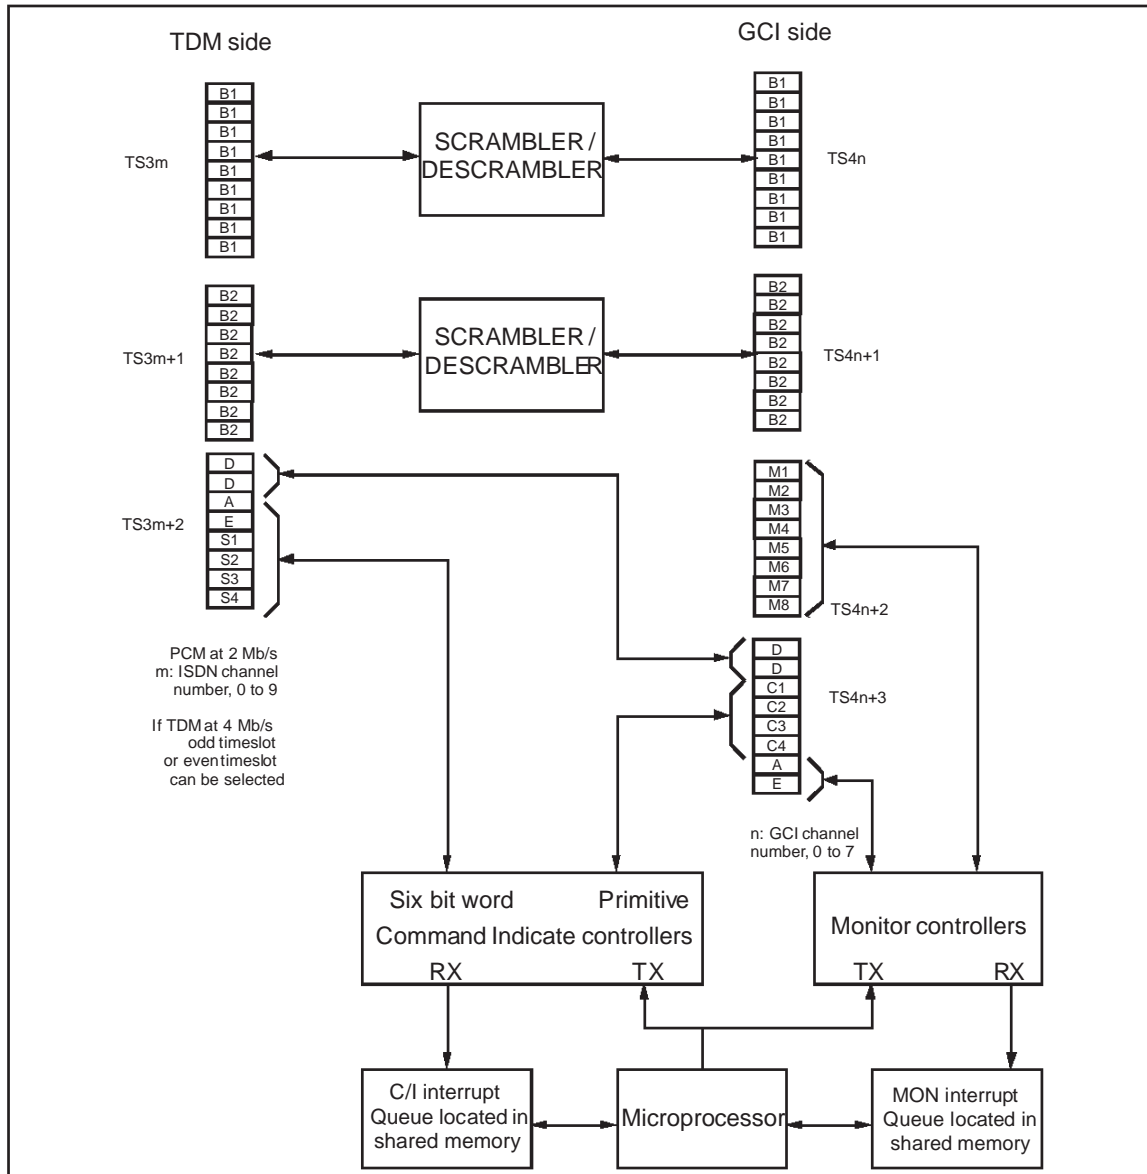 TDM side
GCI side
B1
B1
B1
B1
B1
B1
B1
B1
B1
TS3m
SCRAMBLER /
DESCRAMBLER
B1
B1
B1
B1
B1
B1
B1
B1
B1
TS4n
B2
B2
B2
B2
B2
B2
B2
B2
TS3m+1
SCRAMBLER /
DESCRAMBLER
B2
B2
B2
B2
B2
B2
B2
B2
TS4n+1
D
D
A
E
S1
S2
S3
S4
TS3m+2
M1
M2
M3
M4
M5
M6
M7
M8
TS4n+2
PCM at 2 Mb/s
m: ISDN channel
number, 0 to 9
If TDM at 4 Mb/s
odd timeslot
or even timeslot
can be selected
D
D
C1
C2
C3
C4
A
E
TS4n+3
n: GCI channel
number, 0 to 7
Six bit word Primitive
Command Indicate controllers
RX TX
Monitor controllers
TX RX
C/I interrupt
Queue located in
shared memory
Microprocessor
MON interrupt
Queue located in
shared memory